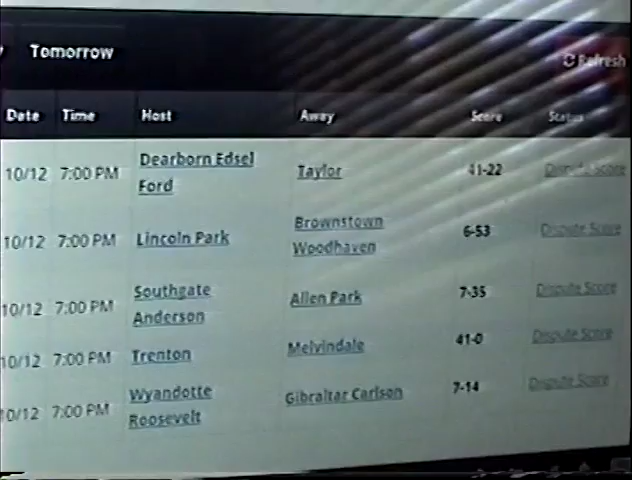 Tomorrow
Refresh
Date Time Host Away Score Status
10/12 7:00 PM Dearborn Edsel Ford Taylor 41-22 Dispute Score
10/12 7:00 PM Lincoln Park Brownstown Woodhaven 6-53 Dispute Score
10/12 7:00 PM Southgate Anderson Allen Park 7-35 Dispute Score
10/12 7:00 PM Trenton Melvindale 41-0 Dispute Score
10/12 7:00 PM Wyandotte Roosevelt Gibraltar Carlson 7-14 Dispute Score